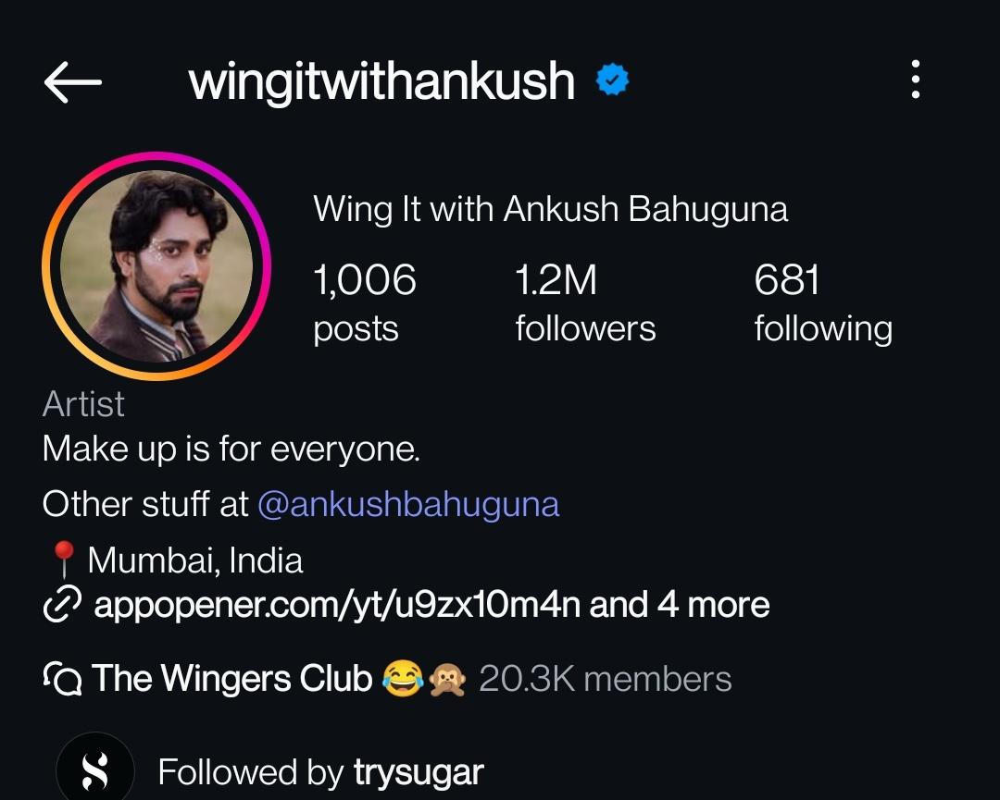 wingitwithankush
Wing It with Ankush Bahuguna
1,006 1.2M 681
posts followers following
Artist
Make up is for everyone.
Other stuff at @ankushbahuguna
📍 Mumbai, India
appopener.com/yt/u9zx10m4n and 4 more
The Wingers Club 😂🙊 20.3K members
Followed by trysugar